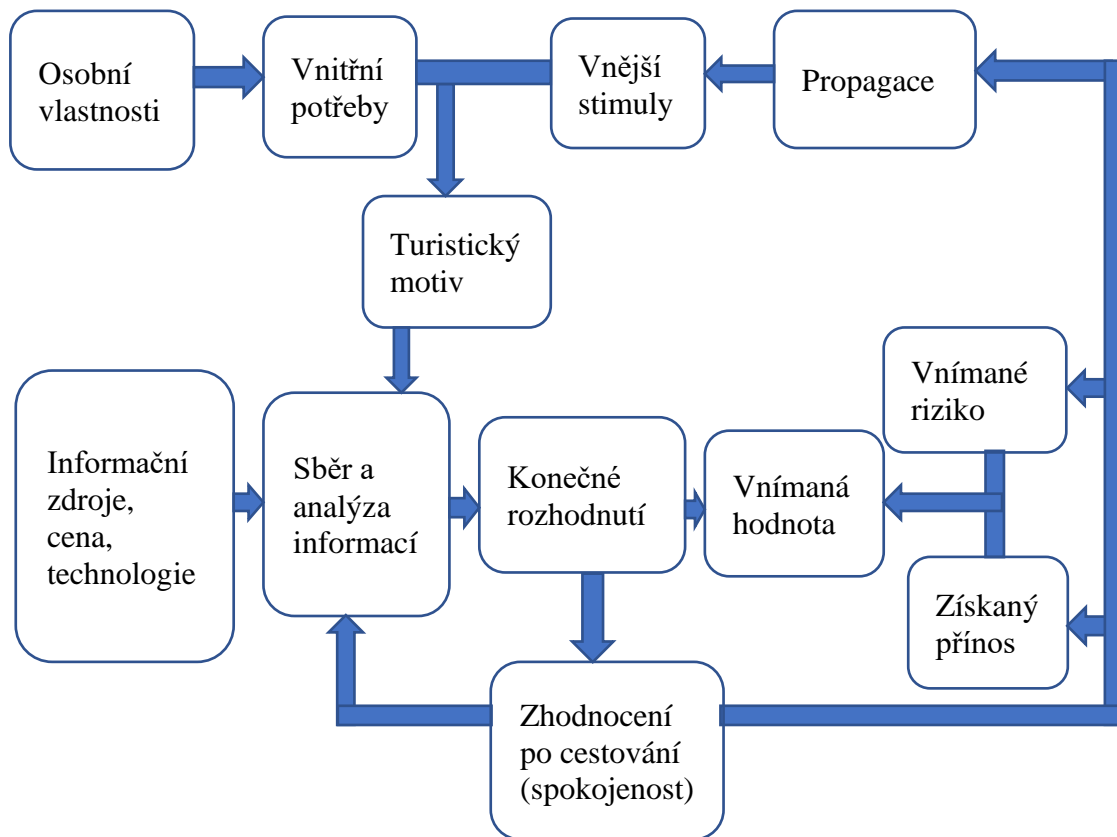 Osobní
vlastnosti
Vnitřní
potřeby
Vnější
stimuly
Propagace
Turistický
motiv
Vnímané
riziko
Informační
zdroje,
cena,
technologie
Sběr a
analýza
informací
Konečné
rozhodnutí
Vnímaná
hodnota
Získaný
přínos
Zhodnocení
po cestování
(spokojenost)